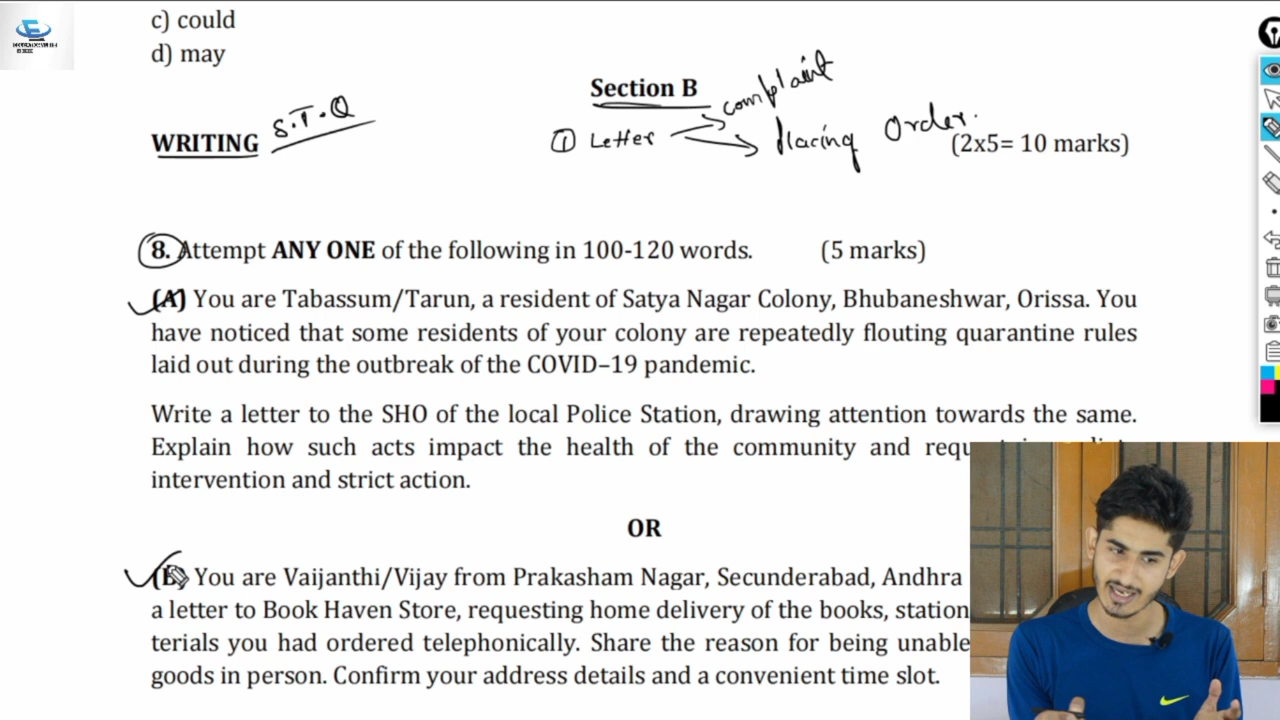 c) could
d) may
Section B
complaint
WRITING S.T.Q
① Letter
Placing Order.
(2x5= 10 marks)
8. Attempt ANY ONE of the following in 100-120 words. (5 marks)
(A) You are Tabassum/Tarun, a resident of Satya Nagar Colony, Bhubaneshwar, Orissa. You
have noticed that some residents of your colony are repeatedly flouting quarantine rules
laid out during the outbreak of the COVID–19 pandemic.
Write a letter to the SHO of the local Police Station, drawing attention towards the same.
Explain how such acts impact the health of the community and
intervention and strict action.
OR
You are Vaijanthi/Vijay from Prakasham Nagar, Secunderabad, Andhra
a letter to Book Haven Store, requesting home delivery of the books, station
terials you had ordered telephonically. Share the reason for being unable
goods in person. Confirm your address details and a convenient time slot.